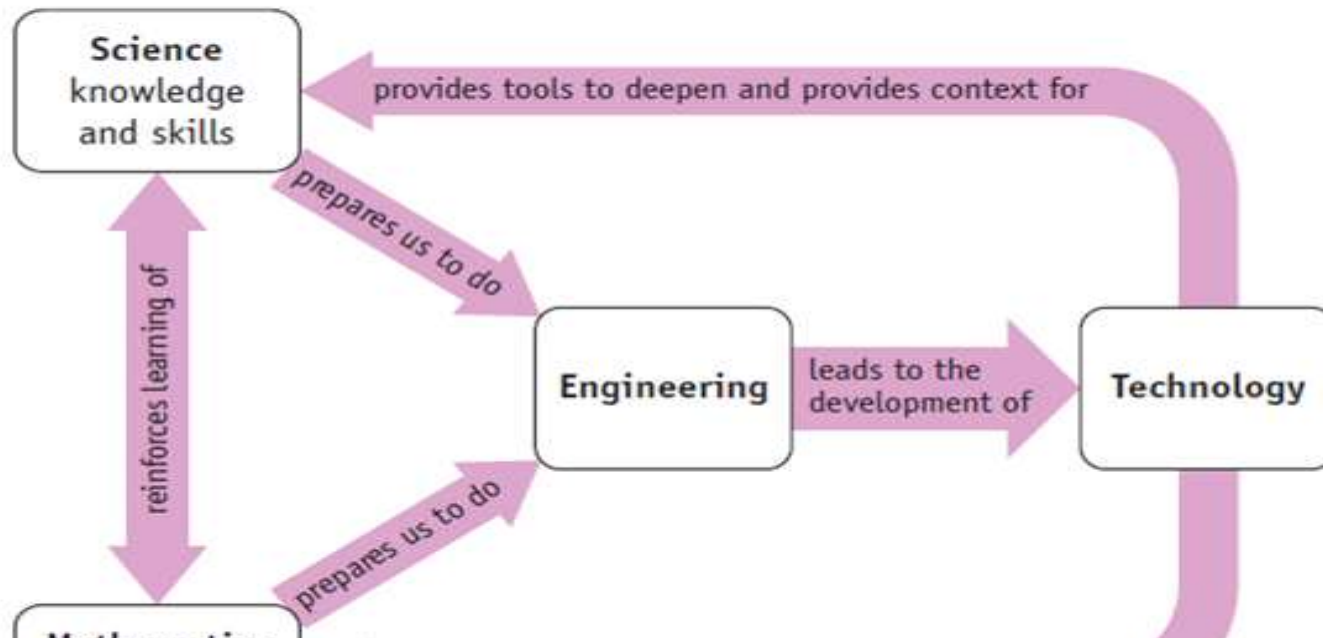 Science
knowledge
and skills
provides tools to deepen and provides context for
prepares us to do
reinforces learning of
Engineering
leads to the
development of
Technology
prepares us to do